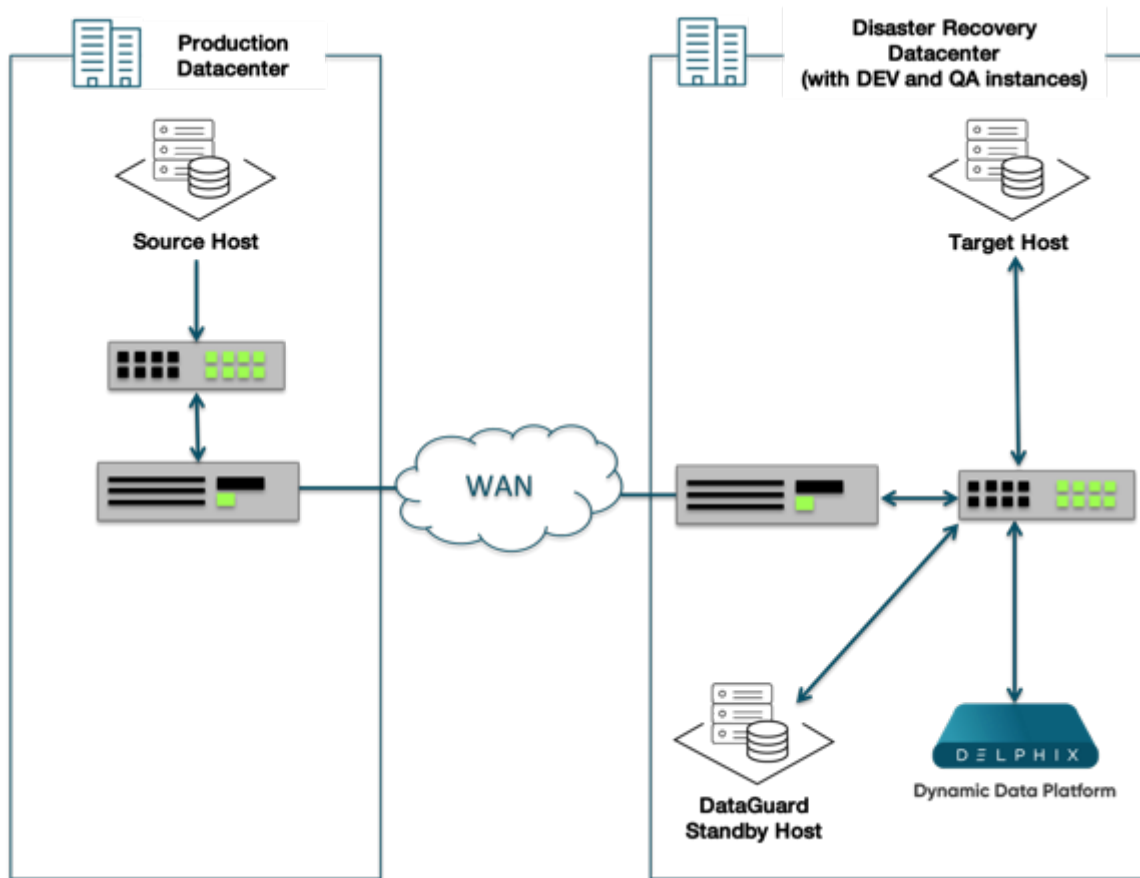 Production
Datacenter
Disaster Recovery
Datacenter
(with DEV and QA instances)
Source Host
Target Host
WAN
DELPHIX
Dynamic Data Platform
DataGuard
Standby Host